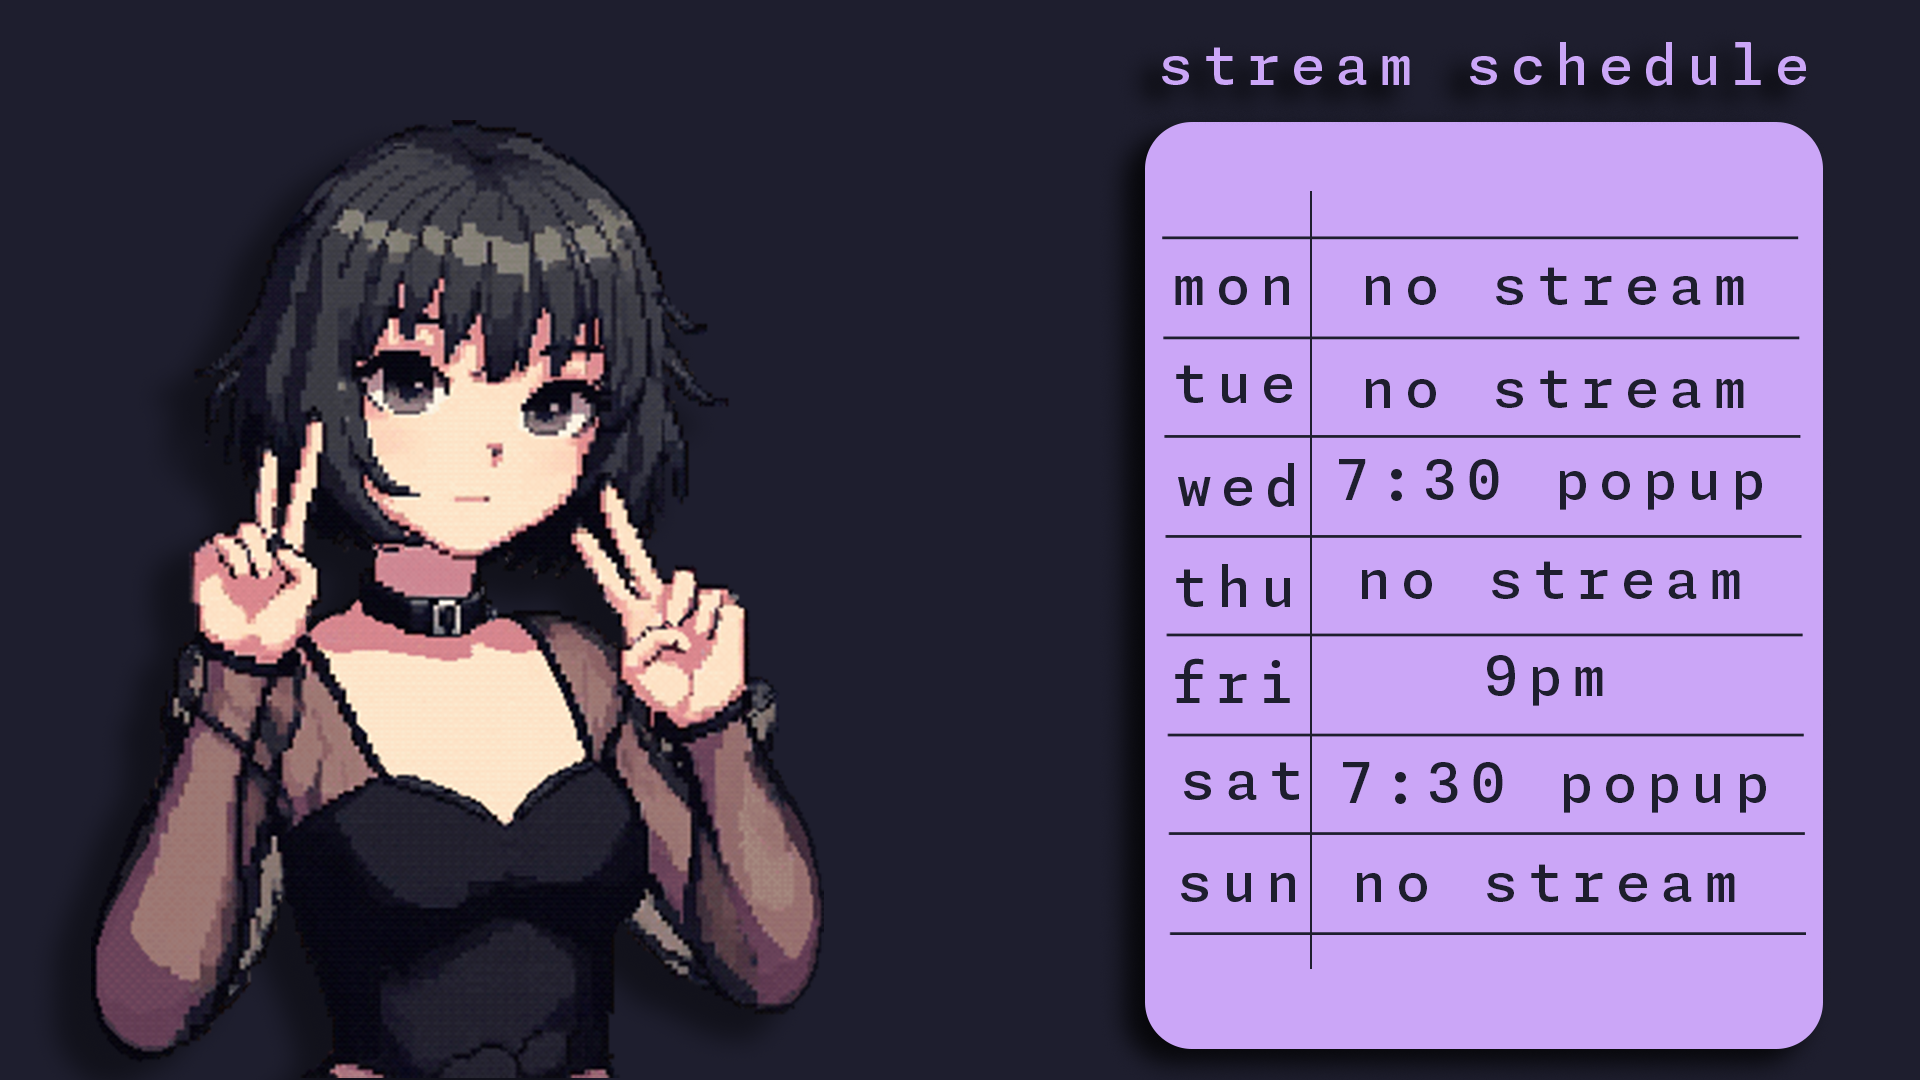 stream schedule
mon no stream
tue no stream
wed 7:30 popup
thu no stream
fri 9pm
sat 7:30 popup
sun no stream